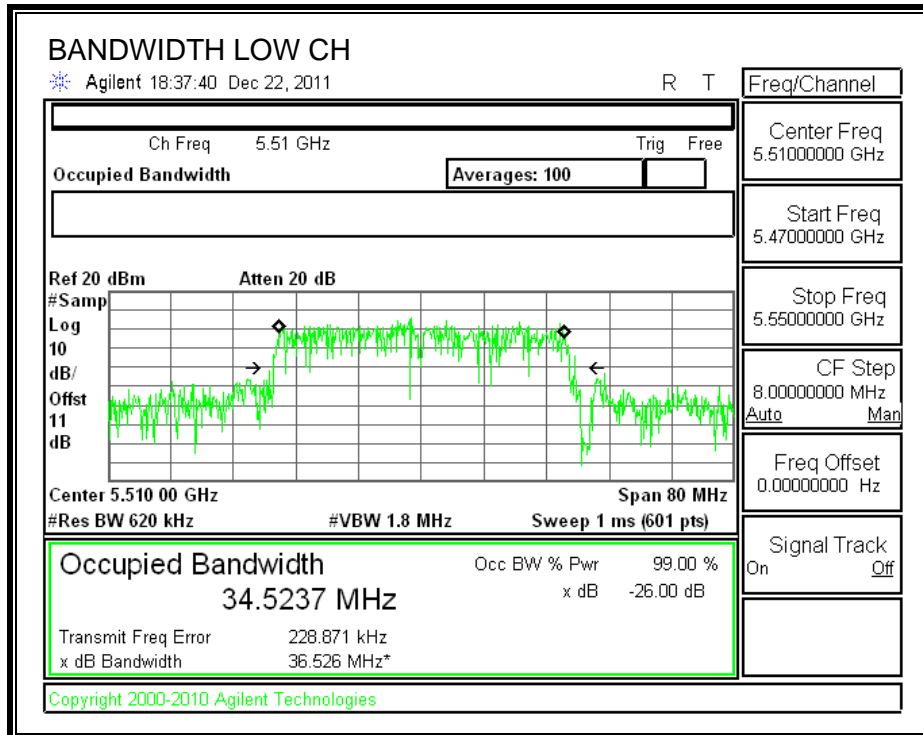 BANDWIDTH LOW CH
Agilent 18:37:40 Dec 22, 2011 R T
Freq/Channel
Ch Freq 5.51 GHz Trig Free
Occupied Bandwidth Averages: 100
Ref 20 dBm Atten 20 dB
#Samp
Log
10
dB/
Offst
11
dB
Center 5.510 00 GHz Span 80 MHz
#Res BW 620 kHz #VBW 1.8 MHz Sweep 1 ms (601 pts)
Occupied Bandwidth Occ BW % Pwr 99.00 %
34.5237 MHz x dB -26.00 dB
Transmit Freq Error 228.871 kHz
x dB Bandwidth 36.526 MHz*
Copyright 2000-2010 Agilent Technologies
Center Freq
5.51000000 GHz
Start Freq
5.47000000 GHz
Stop Freq
5.55000000 GHz
CF Step
8.00000000 MHz
Auto Man
Freq Offset
0.00000000 Hz
Signal Track
On Off